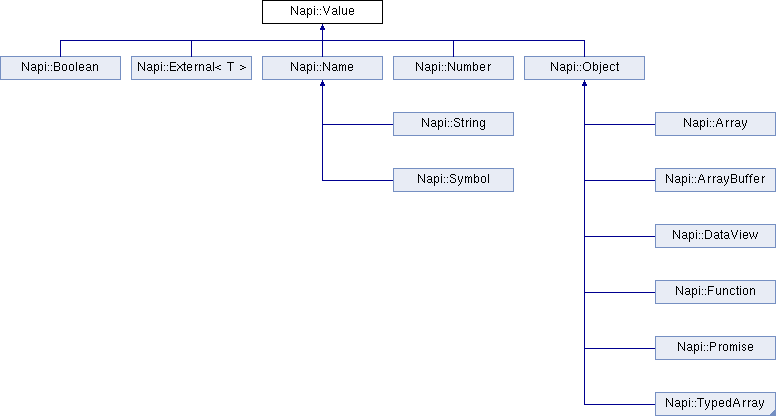 Napi::Value
Napi::Boolean
Napi::External< T >
Napi::Name
Napi::Number
Napi::Object
Napi::String
Napi::Array
Napi::Symbol
Napi::ArrayBuffer
Napi::DataView
Napi::Function
Napi::Promise
Napi::TypedArray